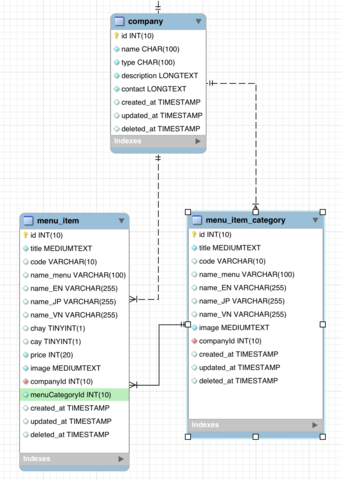 company
id INT(10)
name CHAR(100)
type CHAR(100)
description LONGTEXT
contact LONGTEXT
created_at TIMESTAMP
updated_at TIMESTAMP
deleted_at TIMESTAMP
Indexes
menu_item
id INT(10)
title MEDIUMTEXT
code VARCHAR(10)
name_menu VARCHAR(100)
name_EN VARCHAR(255)
name_JP VARCHAR(255)
name_VN VARCHAR(255)
chay TINYINT(1)
cay TINYINT(1)
price INT(20)
image MEDIUMTEXT
companyId INT(10)
menuCategoryId INT(10)
created_at TIMESTAMP
updated_at TIMESTAMP
deleted_at TIMESTAMP
Indexes
menu_item_category
id INT(10)
title MEDIUMTEXT
code VARCHAR(10)
name_menu VARCHAR(100)
name_EN VARCHAR(255)
name_JP VARCHAR(255)
name_VN VARCHAR(255)
image MEDIUMTEXT
companyId INT(10)
created_at TIMESTAMP
updated_at TIMESTAMP
deleted_at TIMESTAMP
Indexes